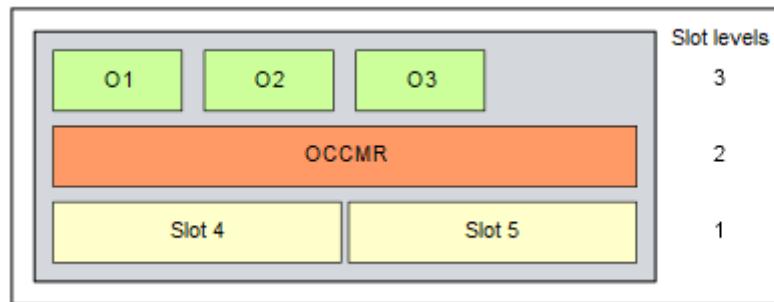 Slot levels
O1 O2 O3 3
OCCMR 2
Slot 4 Slot 5 1